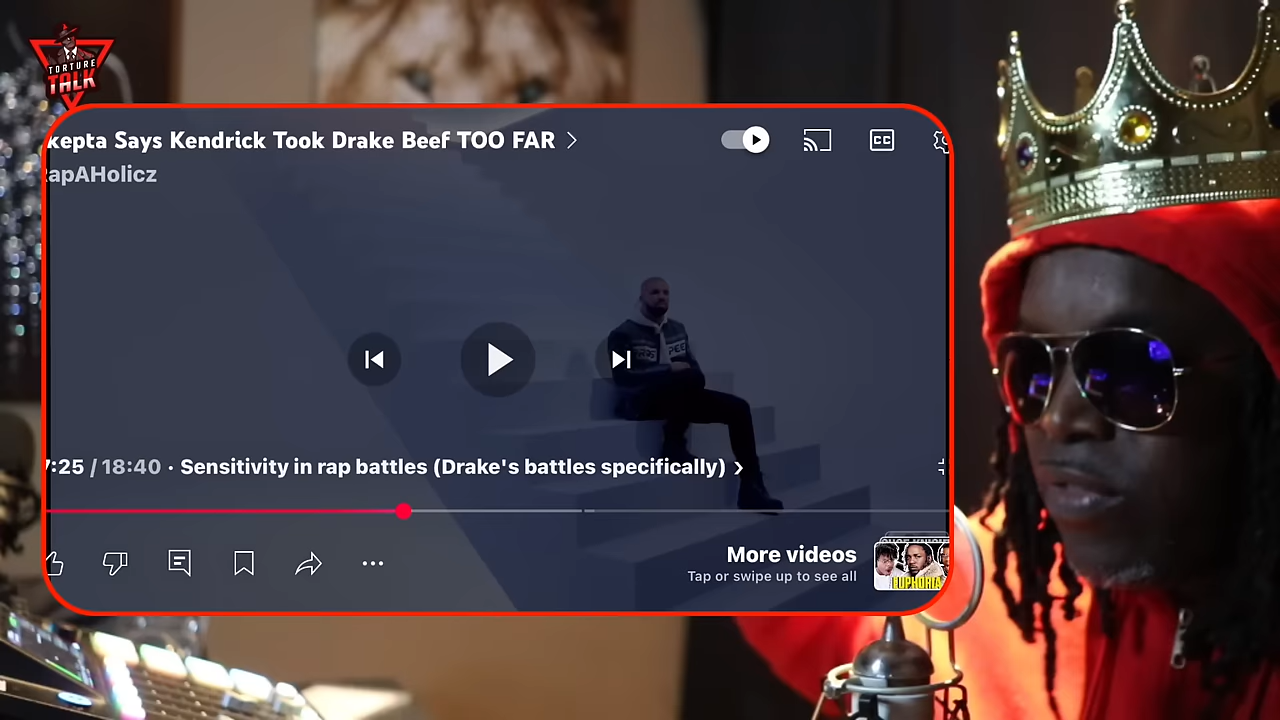 TORTURE
TALK
kepta Says Kendrick Took Drake Beef TOO FAR
apAHolicz
CC
7:25 / 18:40 · Sensitivity in rap battles (Drake's battles specifically)
More videos
Tap or swipe up to see all
EUPHORIA